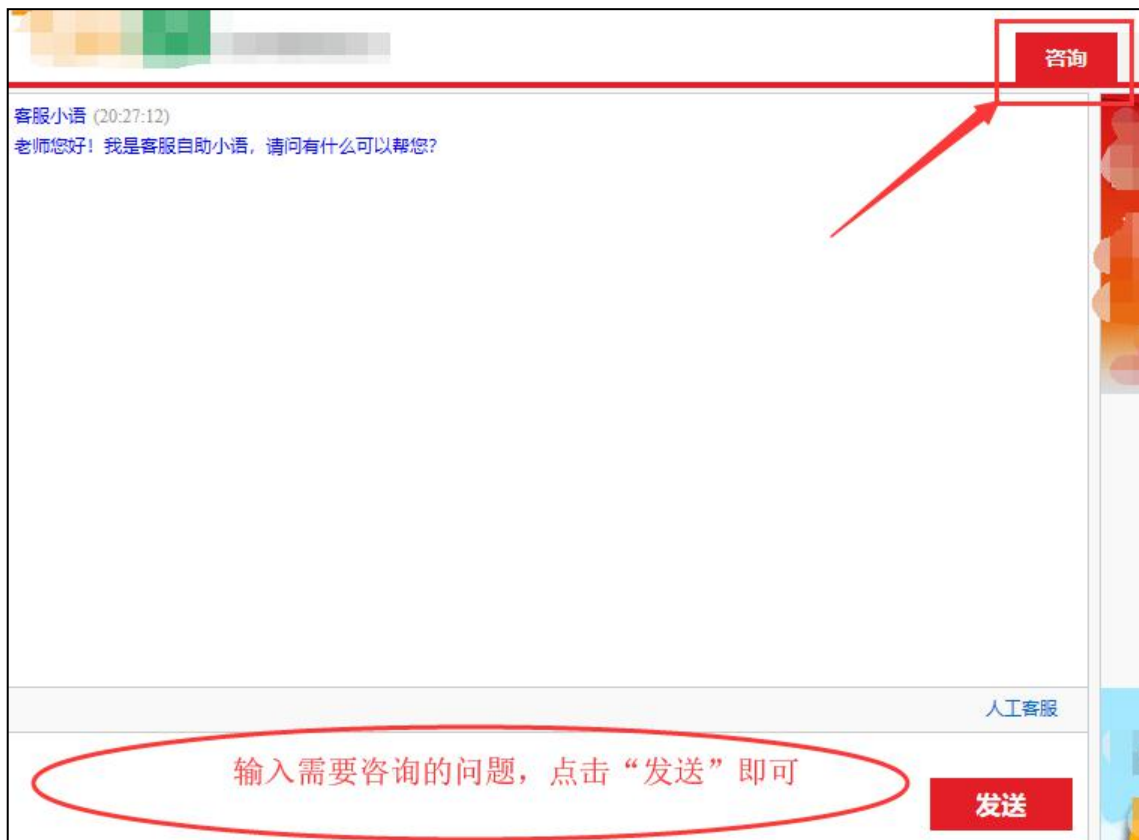 咨询
客服小语 (20:27:12)
老师您好！我是客服自助小语，请问有什么可以帮您？
人工客服
输入需要咨询的问题，点击“发送”即可
发送